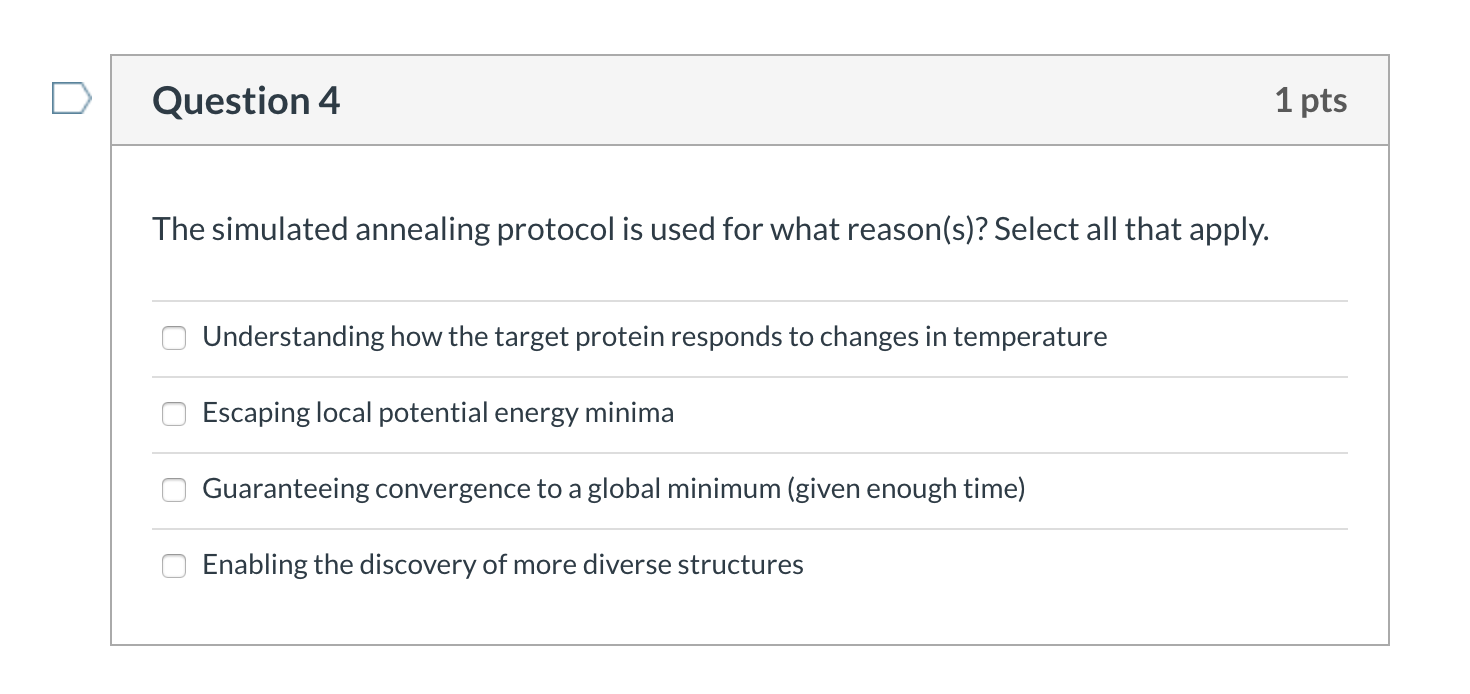 Question 4
1 pts
The simulated annealing protocol is used for what reason(s)? Select all that apply.
Understanding how the target protein responds to changes in temperature
Escaping local potential energy minima
Guaranteeing convergence to a global minimum (given enough time)
Enabling the discovery of more diverse structures